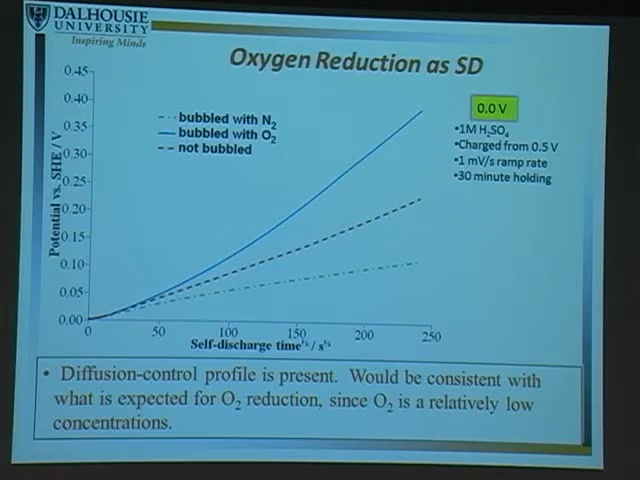 DALHOUSIE
UNIVERSITY
Inspiring Minds
Oxygen Reduction as SD
0.45
0.40
0.35
0.30
0.25
0.20
0.15
0.10
0.05
0.00
Potential vs. SHE / V
bubbled with N₂
bubbled with O₂
not bubbled
0.0 V
•1M H₂SO₄
•Charged from 0.5 V
•1 mV/s ramp rate
•30 minute holding
0 50 100 150 200 250
Self-discharge time^½ / s^½
• Diffusion-control profile is present. Would be consistent with
what is expected for O₂ reduction, since O₂ is a relatively low
concentrations.